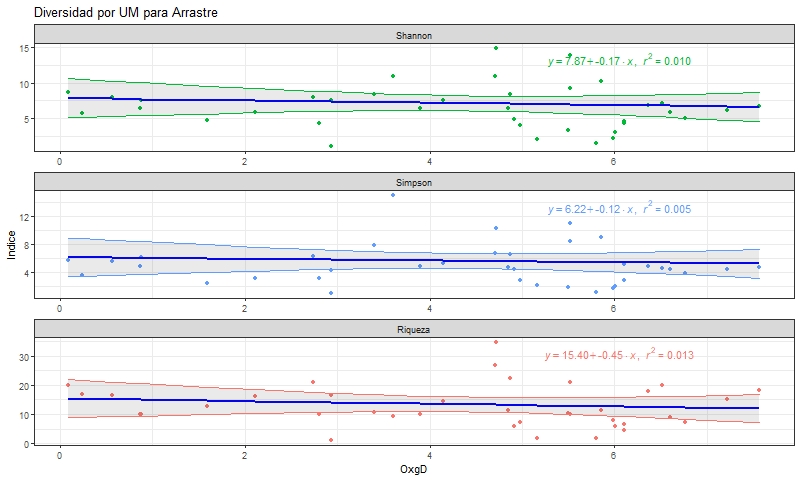 Diversidad por UM para Arrastre
Shannon
15
10
5
y = 7.87+-0.17 · x, r² = 0.010
0 2 4 6
Simpson
12
8
4
y = 6.22+-0.12 · x, r² = 0.005
0 2 4 6
Indice
Riqueza
30
20
10
0
y = 15.40+-0.45 · x, r² = 0.013
0 2 4 6
OxgD